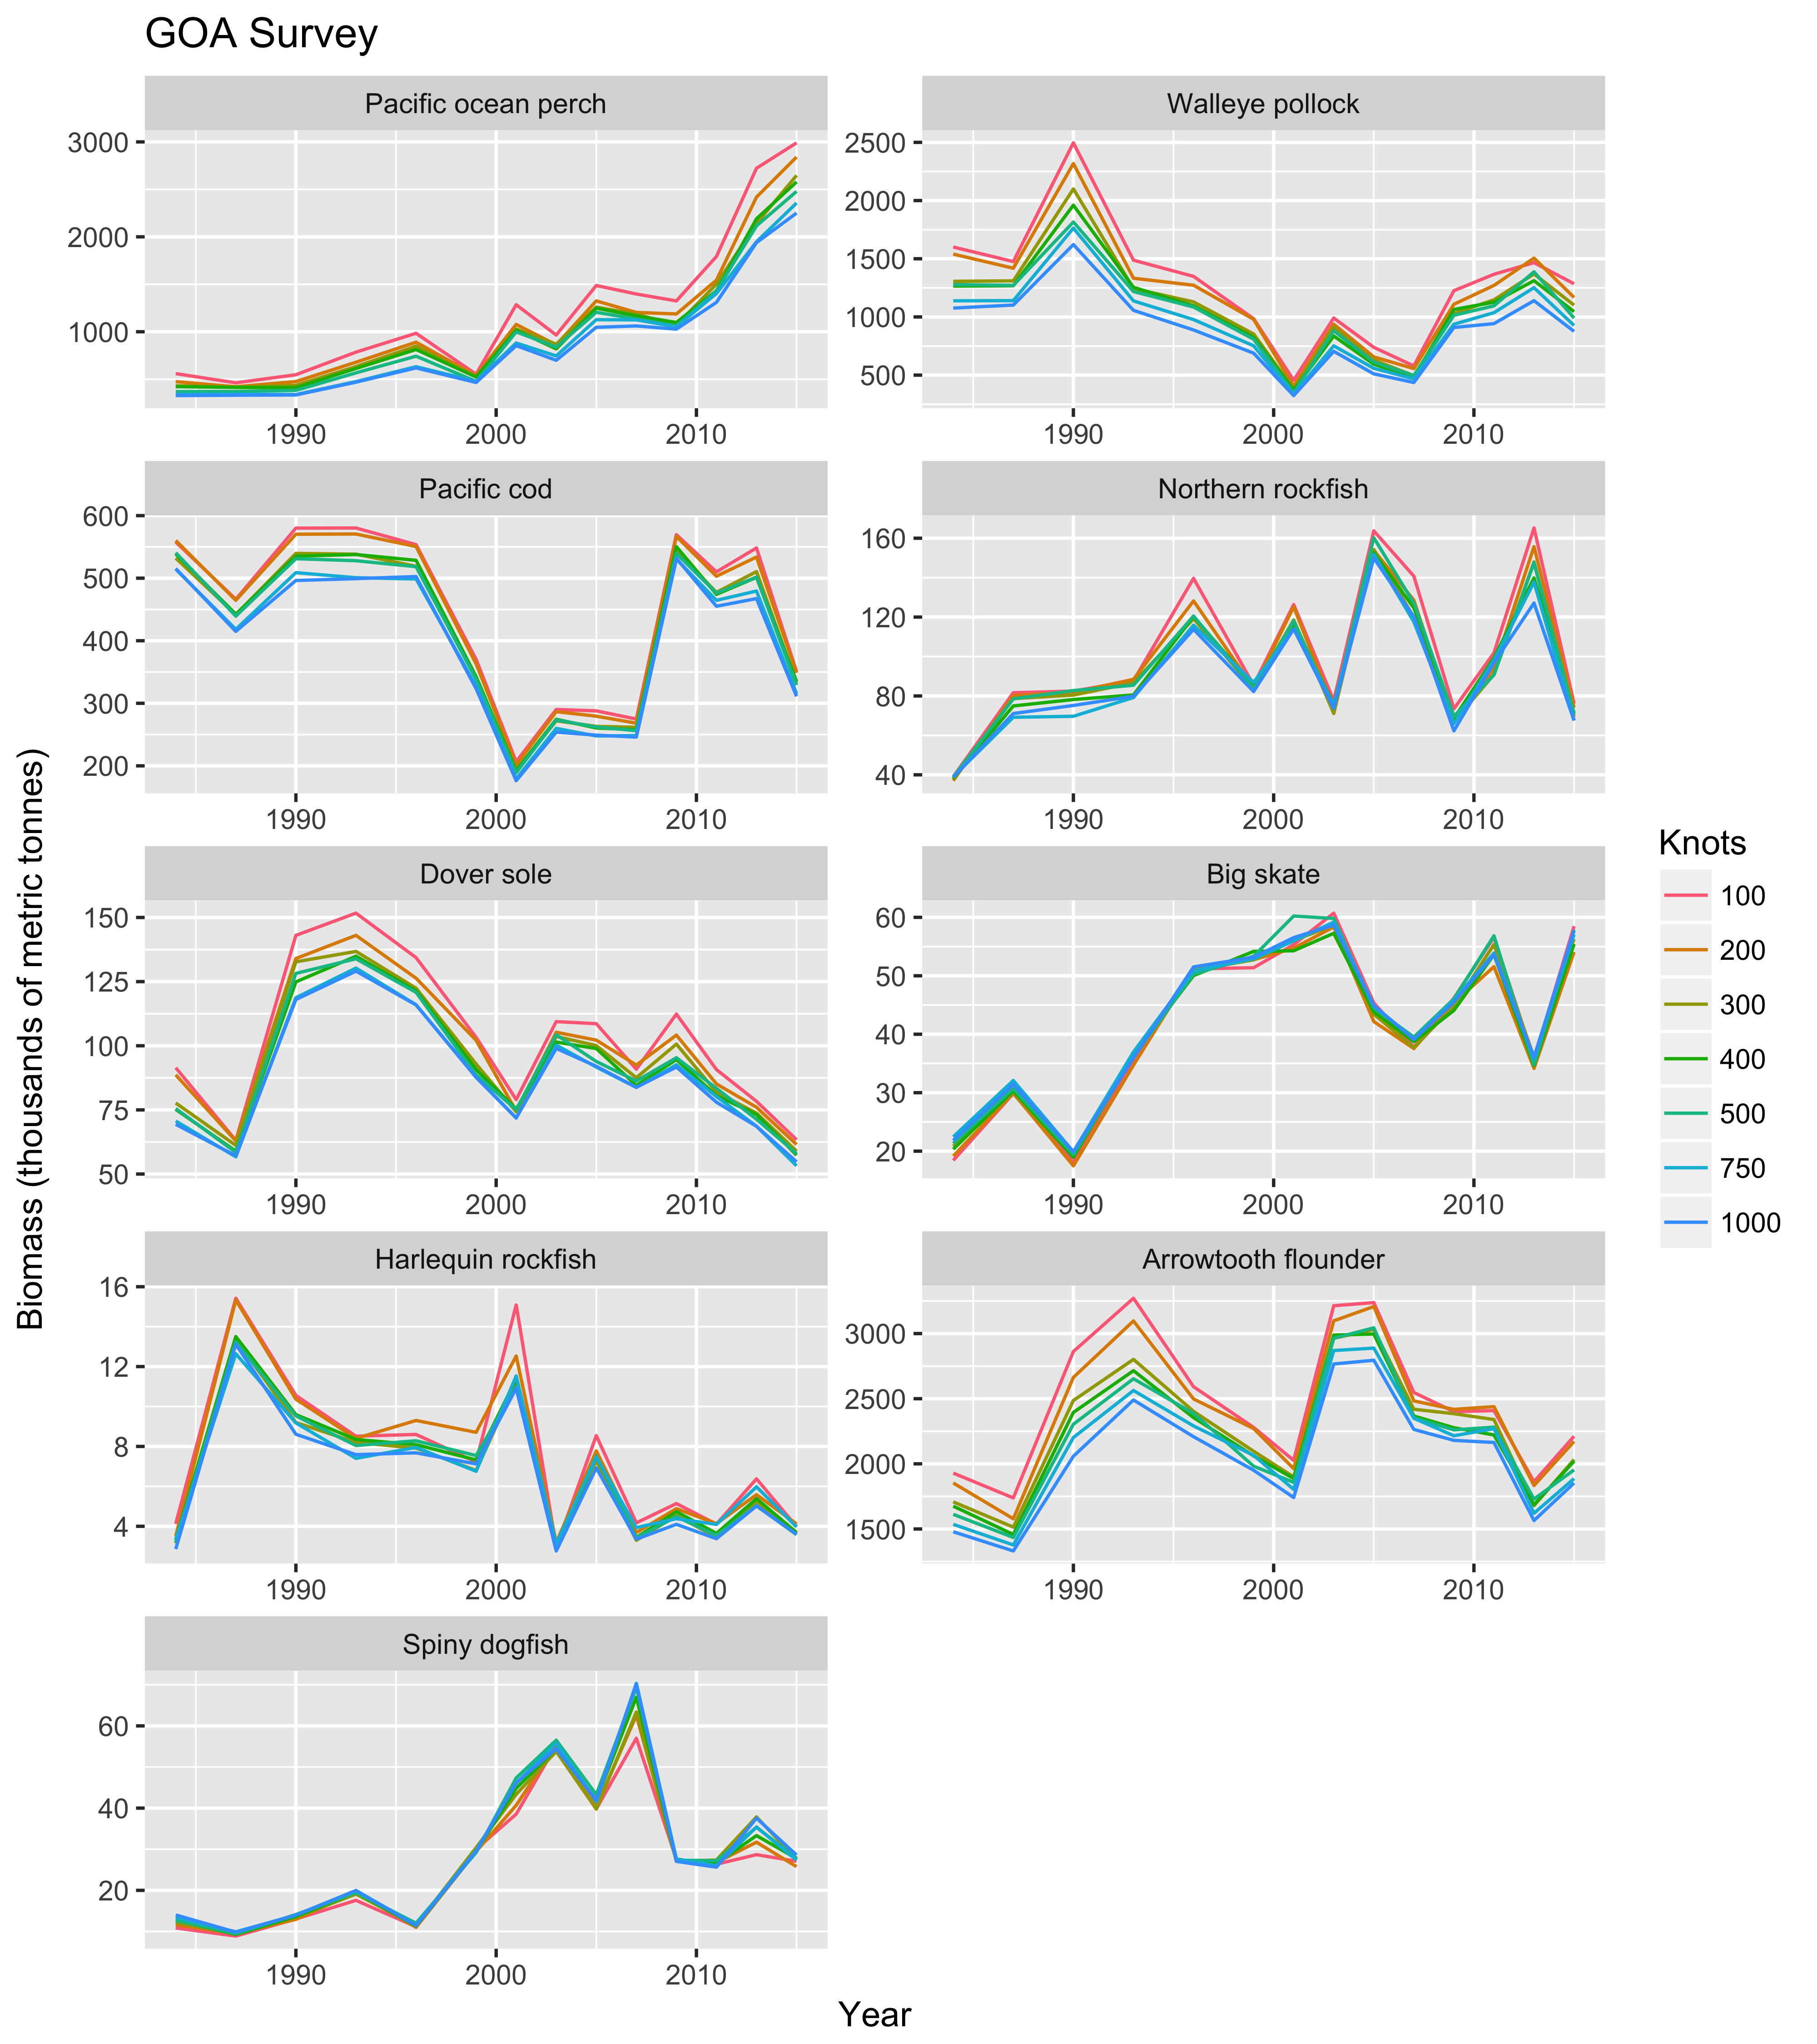 GOA Survey
Pacific ocean perch
3000
2000
1000
1990 2000 2010
Walleye pollock
2500
2000
1500
1000
500
1990 2000 2010
Pacific cod
600
500
400
300
200
1990 2000 2010
Northern rockfish
160
120
80
40
1990 2000 2010
Dover sole
150
125
100
75
50
1990 2000 2010
Big skate
60
50
40
30
20
1990 2000 2010
Harlequin rockfish
16
12
8
4
1990 2000 2010
Arrowtooth flounder
3000
2500
2000
1500
1990 2000 2010
Spiny dogfish
60
40
20
1990 2000 2010
Year
Biomass (thousands of metric tonnes)
Knots
100
200
300
400
500
750
1000